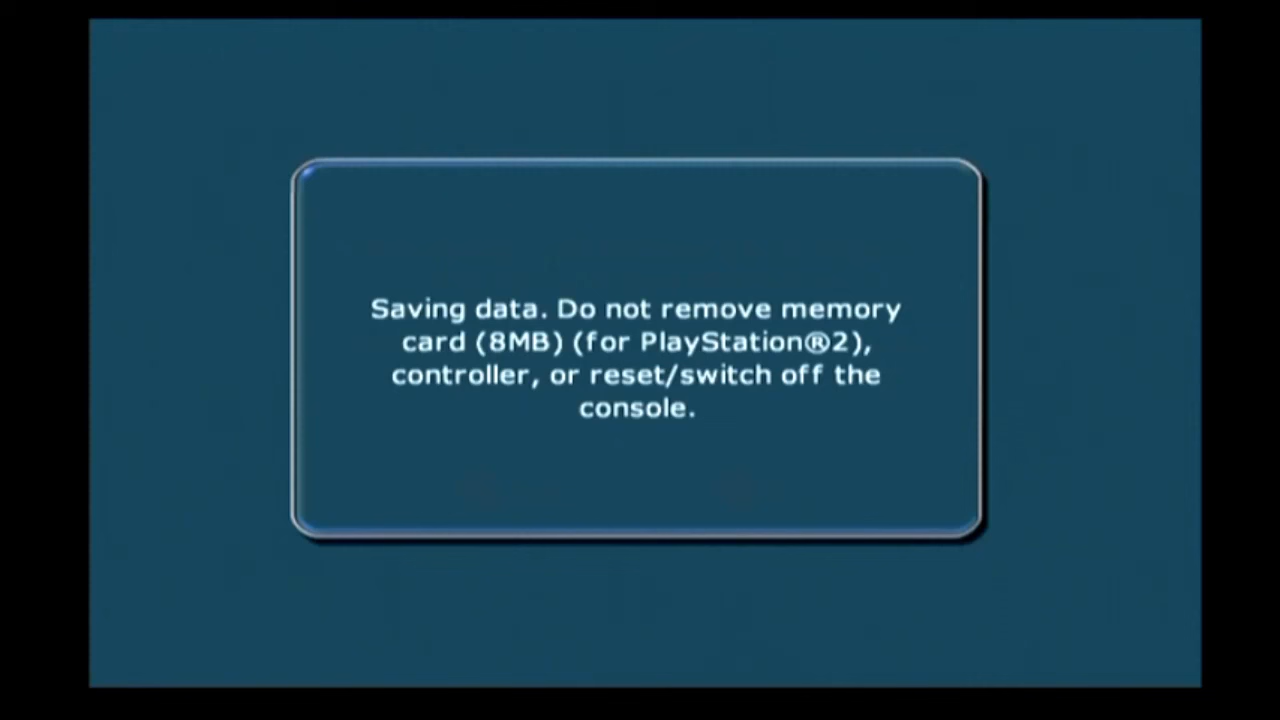 Saving data. Do not remove memory
card (8MB) (for PlayStation®2),
controller, or reset/switch off the
console.